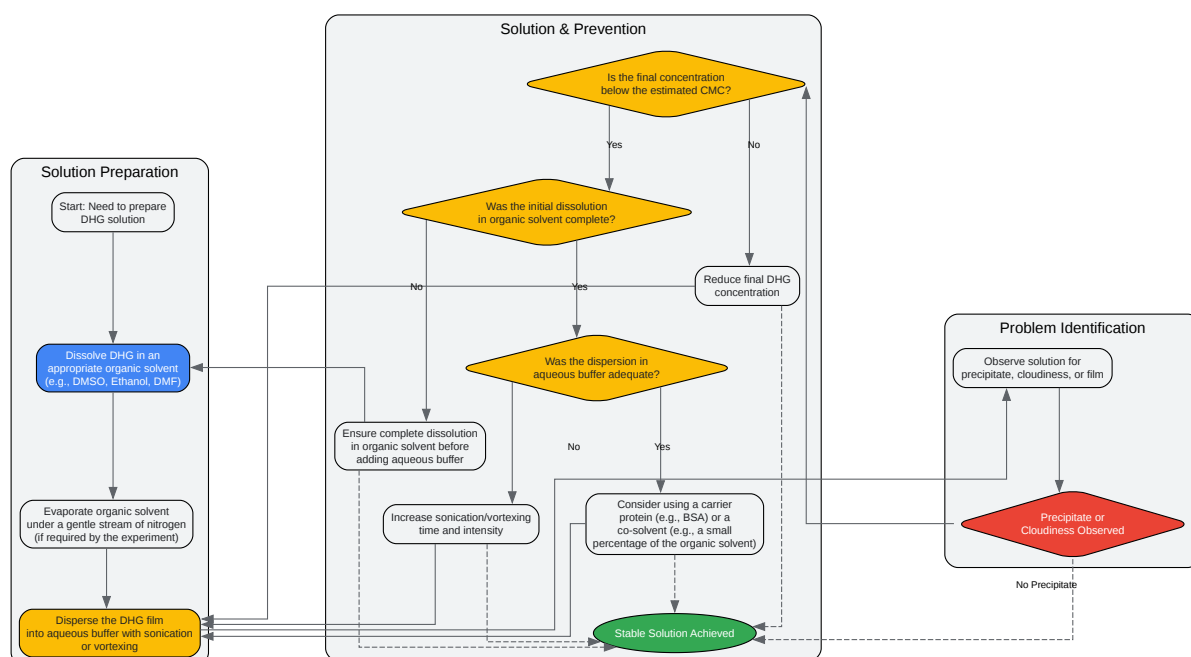 Solution & Prevention
Is the final concentration
below the estimated CMC?
Yes
No
Was the initial dissolution
in organic solvent complete?
No
Yes
Reduce final DHG
concentration
Was the dispersion in
aqueous buffer adequate?
No
Yes
Ensure complete dissolution
in organic solvent before
adding aqueous buffer
Increase sonication/vortexing
time and intensity
Consider using a carrier
protein (e.g., BSA) or a
co-solvent (e.g., a small
percentage of the organic solvent)
Stable Solution Achieved
Solution Preparation
Start: Need to prepare
DHG solution
Dissolve DHG in an
appropriate organic solvent
(e.g., DMSO, Ethanol, DMF)
Evaporate organic solvent
under a gentle stream of nitrogen
(if required by the experiment)
Disperse the DHG film
into aqueous buffer with sonication
or vortexing
Problem Identification
Observe solution for
precipitate, cloudiness, or film
Precipitate or
Cloudiness Observed
No Precipitate